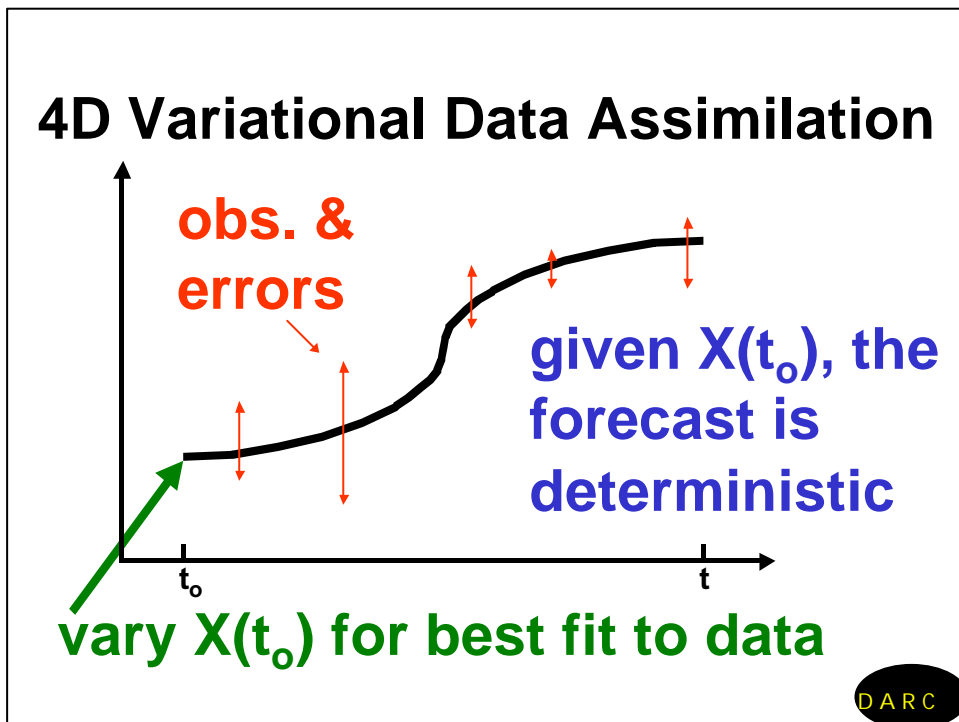 4D Variational Data Assimilation
obs. &
errors
given X(to), the
forecast is
deterministic
to
t
vary X(to) for best fit to data
DARC